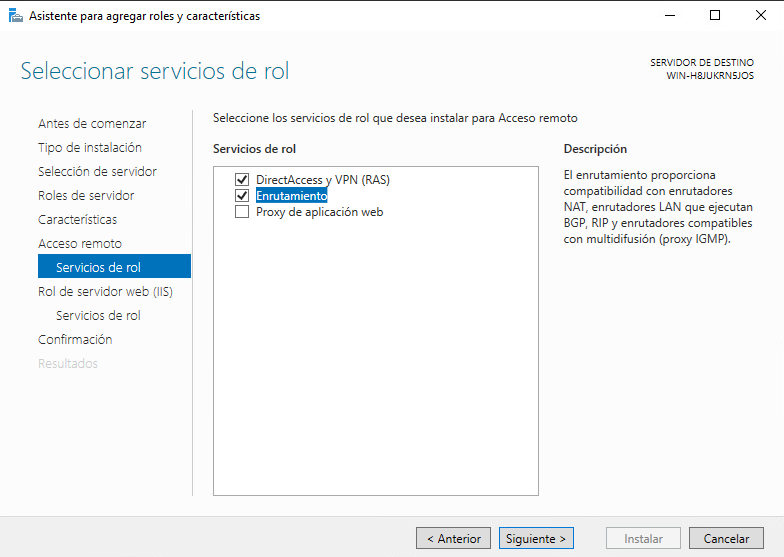 Asistente para agregar roles y características
Seleccionar servicios de rol
SERVIDOR DE DESTINO
WIN-H8JUKRN5JOS
Antes de comenzar
Tipo de instalación
Selección de servidor
Roles de servidor
Características
Acceso remoto
Servicios de rol
Rol de servidor web (IIS)
Servicios de rol
Confirmación
Resultados
Seleccione los servicios de rol que desea instalar para Acceso remoto
Servicios de rol
DirectAccess y VPN (RAS)
Enrutamiento
Proxy de aplicación web
Descripción
El enrutamiento proporciona
compatibilidad con enrutadores
NAT, enrutadores LAN que ejecutan
BGP, RIP y enrutadores compatibles
con multidifusión (proxy IGMP).
< Anterior
Siguiente >
Instalar
Cancelar